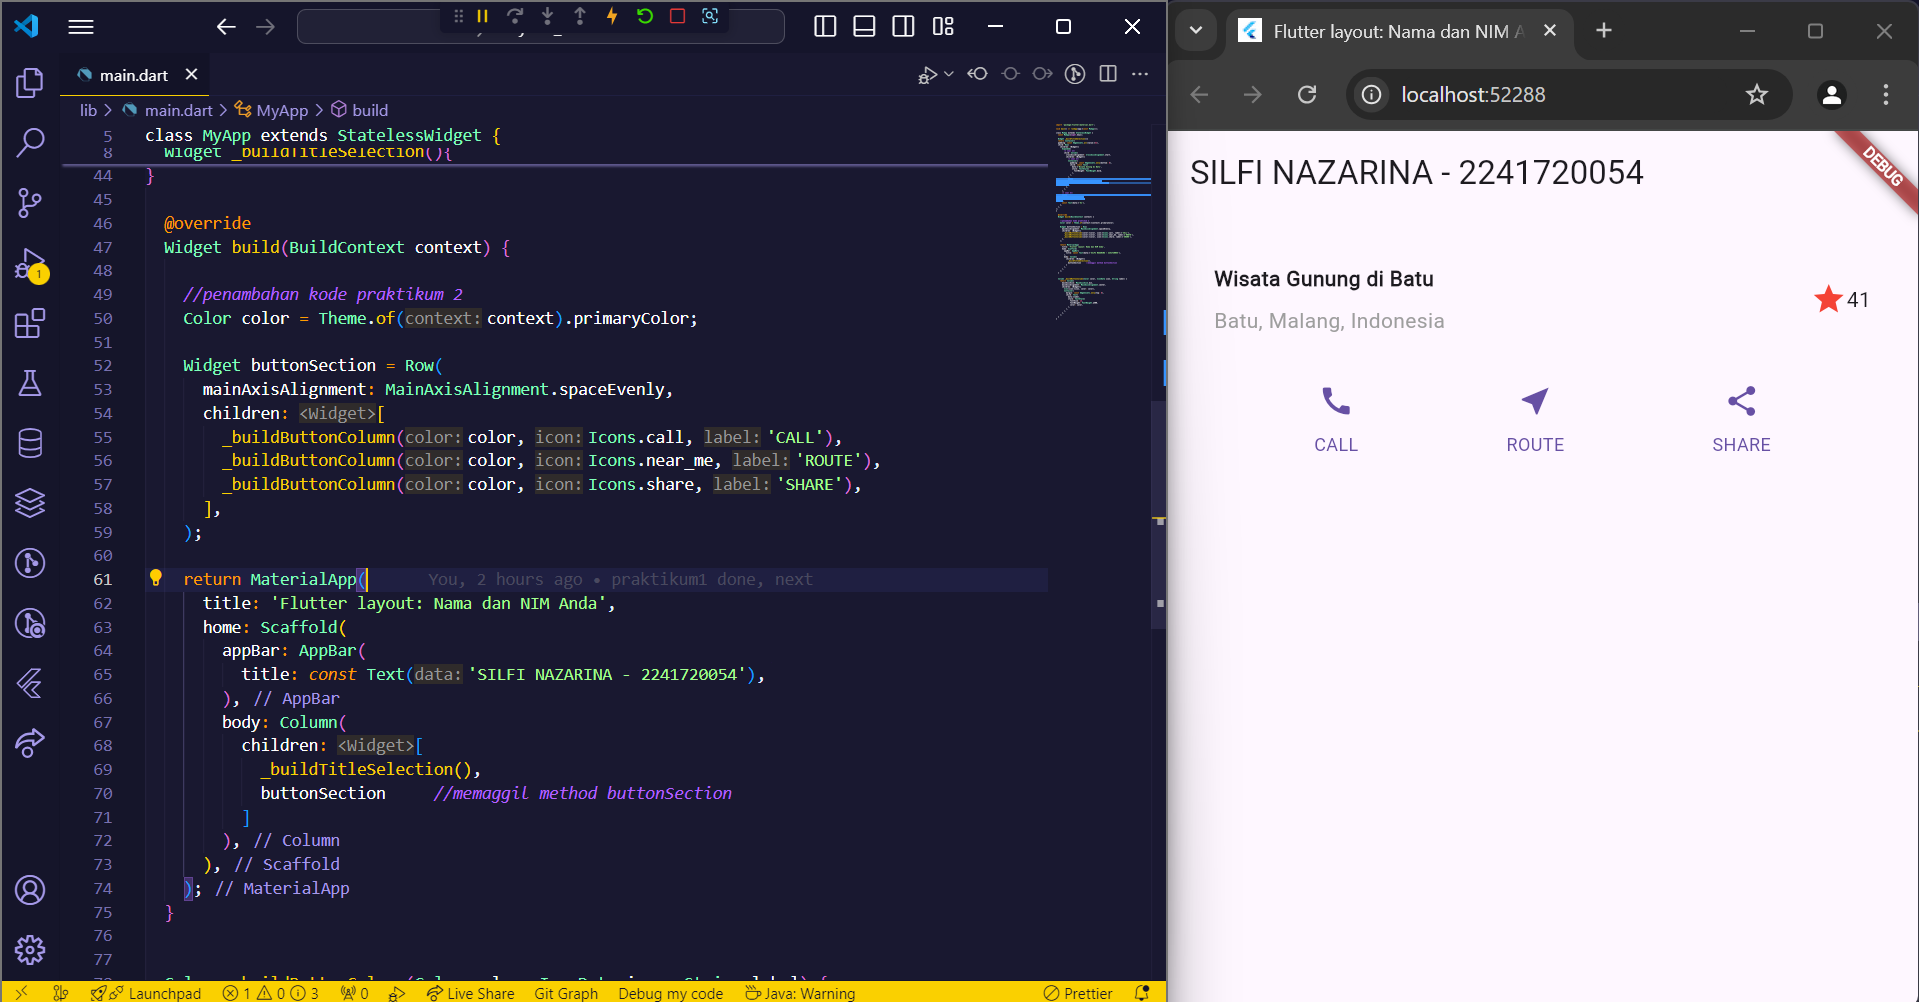 main.dart
lib > main.dart > MyApp > build
5 class MyApp extends StatelessWidget {
8 Widget _buildTitleSelection(){
44 }
45
46 @override
47 Widget build(BuildContext context) {
48
49 //penambahan kode praktikum 2
50 Color color = Theme.of(context: context).primaryColor;
51
52 Widget buttonSection = Row(
53 mainAxisAlignment: MainAxisAlignment.spaceEvenly,
54 children: <Widget>[
55 _buildButtonColumn(color: color, icon: Icons.call, label: 'CALL'),
56 _buildButtonColumn(color: color, icon: Icons.near_me, label: 'ROUTE'),
57 _buildButtonColumn(color: color, icon: Icons.share, label: 'SHARE'),
58 ],
59 );
60
61 return MaterialApp( You, 2 hours ago • praktikum1 done, next
62 title: 'Flutter layout: Nama dan NIM Anda',
63 home: Scaffold(
64 appBar: AppBar(
65 title: const Text(data: 'SILFI NAZARINA - 2241720054'),
66 ), // AppBar
67 body: Column(
68 children: <Widget>[
69 _buildTitleSelection(),
70 buttonSection //memaggil method buttonSection
71 ]
72 ), // Column
73 ), // Scaffold
74 ); // MaterialApp
75 }
76
77
1
Launchpad 1 0 3 0 Live Share Git Graph Debug my code Java: Warning Prettier
Flutter layout: Nama dan NIM A
localhost:52288
DEBUG
SILFI NAZARINA - 2241720054
Wisata Gunung di Batu
41
Batu, Malang, Indonesia
CALL ROUTE SHARE